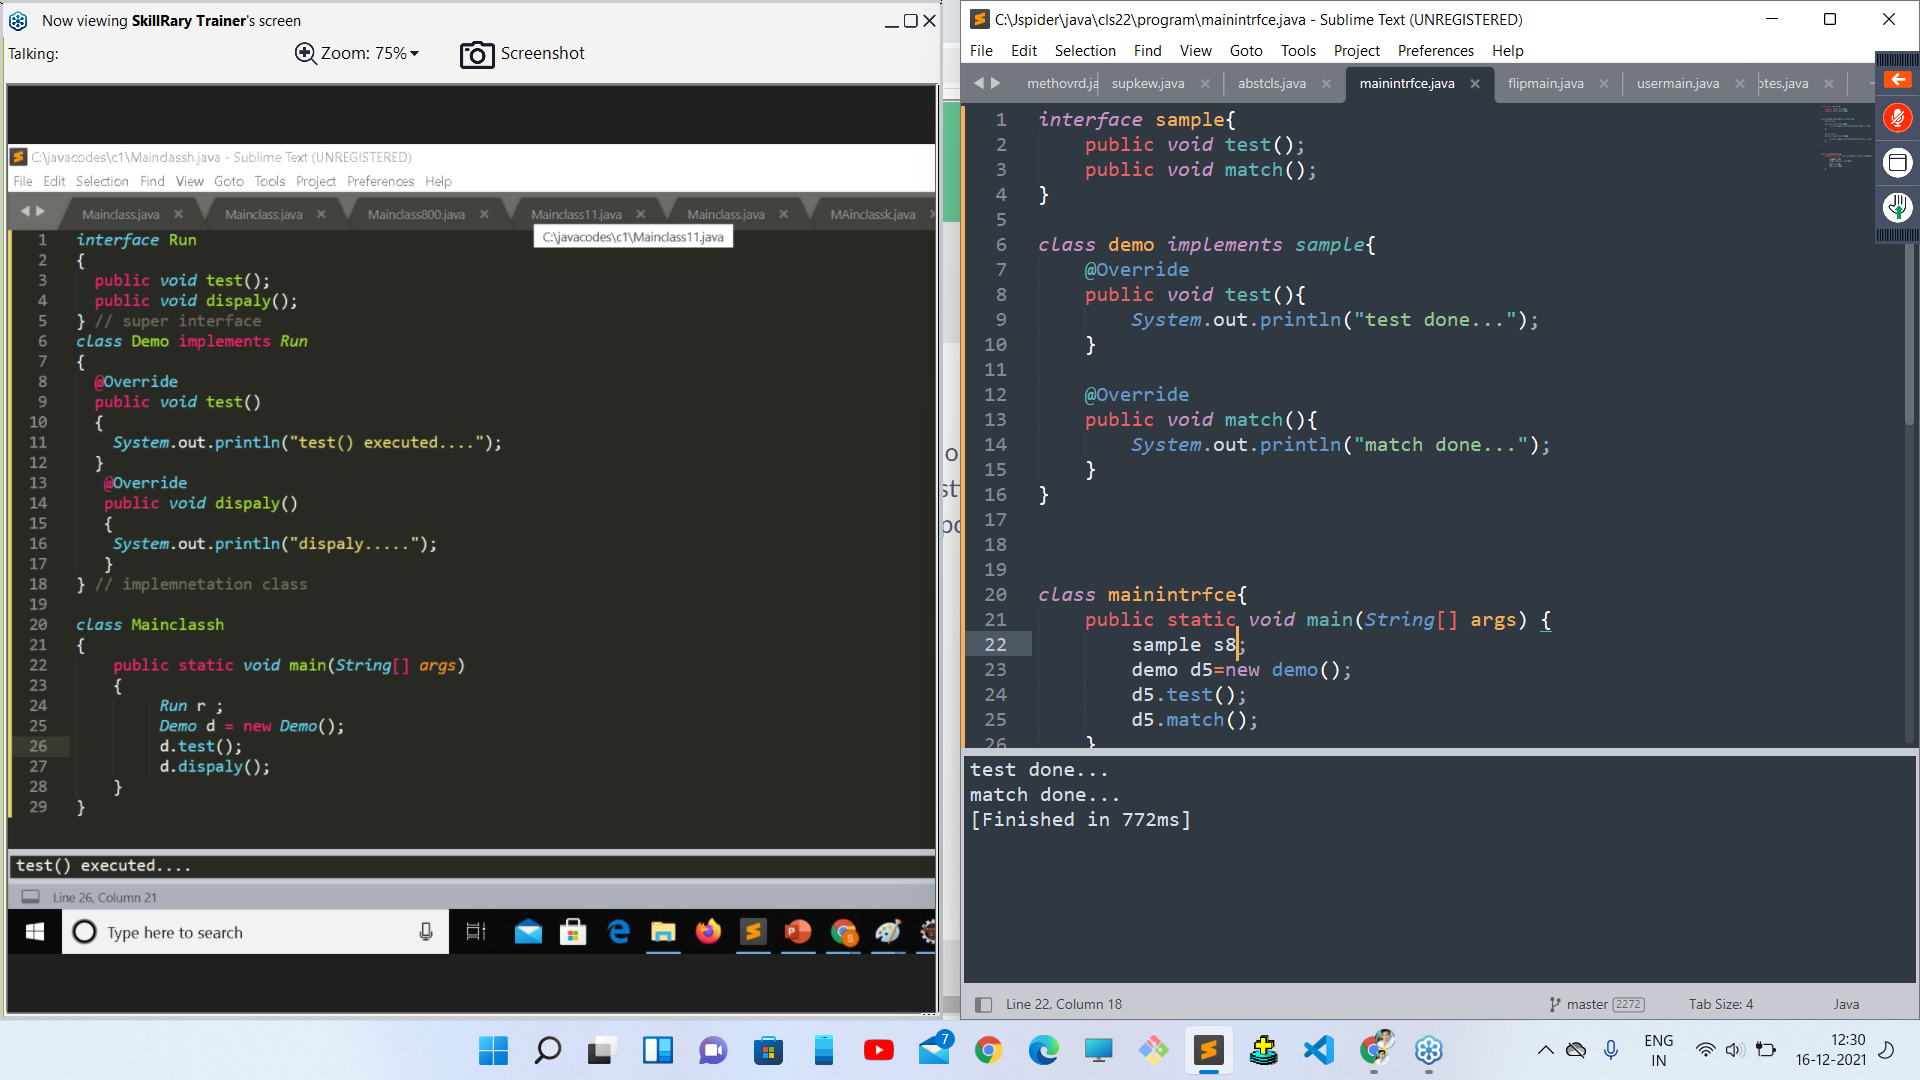 Now viewing SkillRary Trainer's screen
Talking:
Zoom: 75%
Screenshot
C:\javacodes\c1\Mainclassh.java - Sublime Text (UNREGISTERED)
File Edit Selection Find View Goto Tools Project Preferences Help
Mainclass.java Mainclass.java Mainclass800.java Mainclass11.java Mainclass.java MAinclassk.java
C:\javacodes\c1\Mainclass11.java
1 interface Run
2 {
3 public void test();
4 public void dispaly();
5 } // super interface
6 class Demo implements Run
7 {
8 @Override
9 public void test()
10 {
11 System.out.println("test() executed....");
12 }
13 @Override
14 public void dispaly()
15 {
16 System.out.println("dispaly.....");
17 }
18 } // implemnetation class
19
20 class Mainclassh
21 {
22 public static void main(String[] args)
23 {
24 Run r ;
25 Demo d = new Demo();
26 d.test();
27 d.dispaly();
28 }
29 }
test() executed....
Line 26, Column 21
Type here to search
C:\Jspider\java\cls22\program\mainintrfce.java - Sublime Text (UNREGISTERED)
File Edit Selection Find View Goto Tools Project Preferences Help
methovrd.ja supkew.java abstcls.java mainintrfce.java flipmain.java usermain.java otes.java
1 interface sample{
2 public void test();
3 public void match();
4 }
5
6 class demo implements sample{
7 @Override
8 public void test(){
9 System.out.println("test done...");
10 }
11
12 @Override
13 public void match(){
14 System.out.println("match done...");
15 }
16 }
17
18
19
20 class mainintrfce{
21 public static void main(String[] args) {
22 sample s8;
23 demo d5=new demo();
24 d5.test();
25 d5.match();
26 }
test done...
match done...
[Finished in 772ms]
Line 22, Column 18
master 2272
Tab Size: 4
Java
7
ENG
IN
12:30
16-12-2021